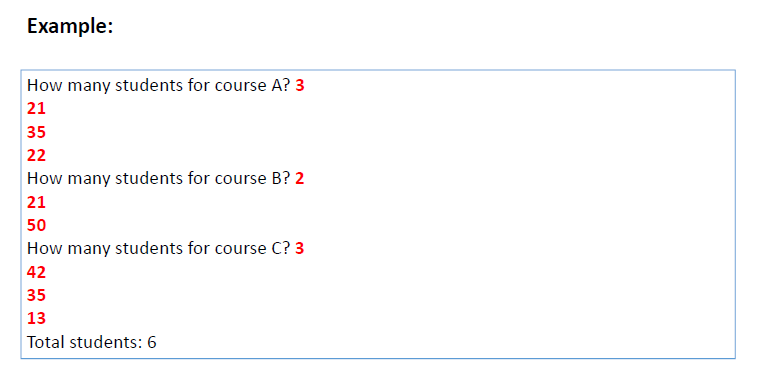 Example:
How many students for course A? 3
21
35
22
How many students for course B? 2
21
50
How many students for course C? 3
42
35
13
Total students: 6